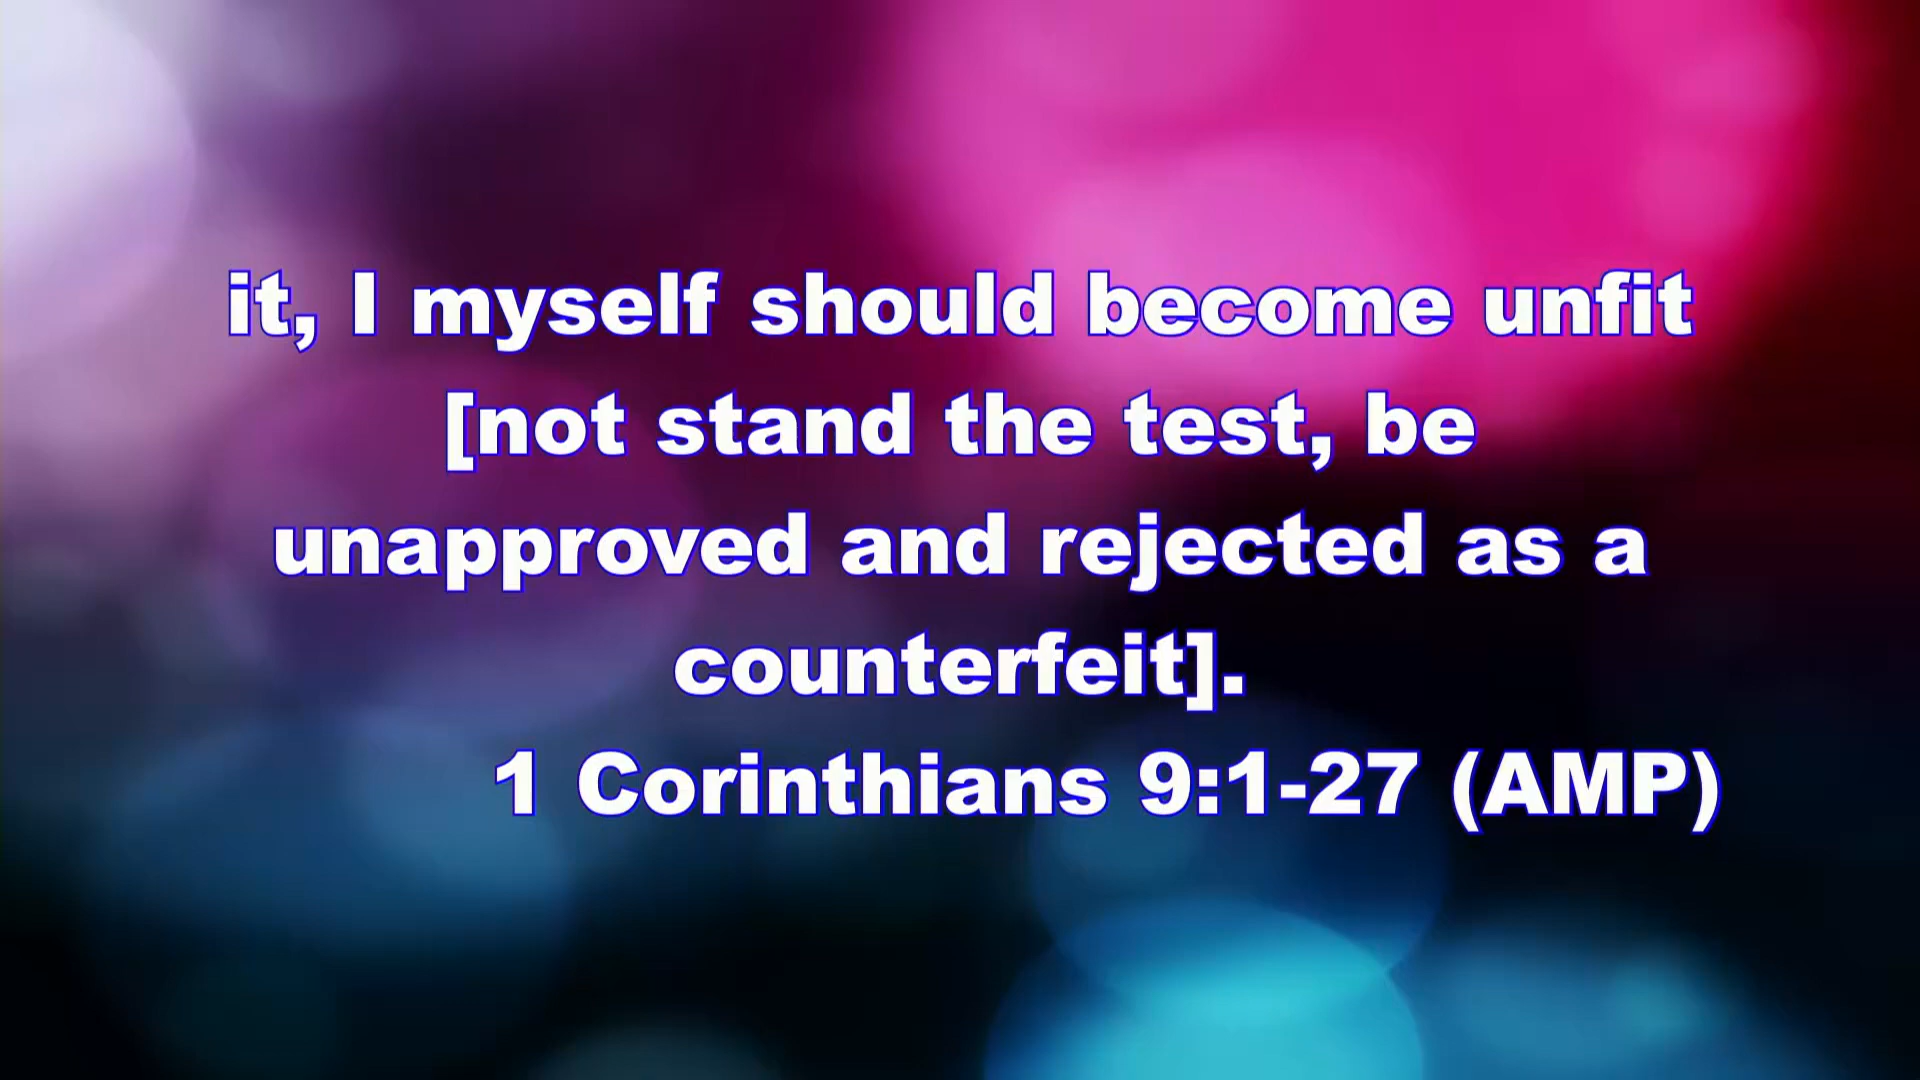 it, I myself should become unfit
[not stand the test, be
unapproved and rejected as a
counterfeit].
1 Corinthians 9:1-27 (AMP)